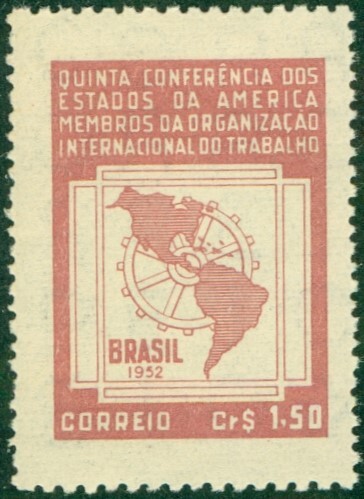 QUINTA CONFERÊNCIA DOS
ESTADOS DA AMERICA
MEMBROS DA ORGANIZAÇÃO
INTERNACIONAL DO TRABALHO
BRASIL
1952
CORREIO Cr$ 1,50